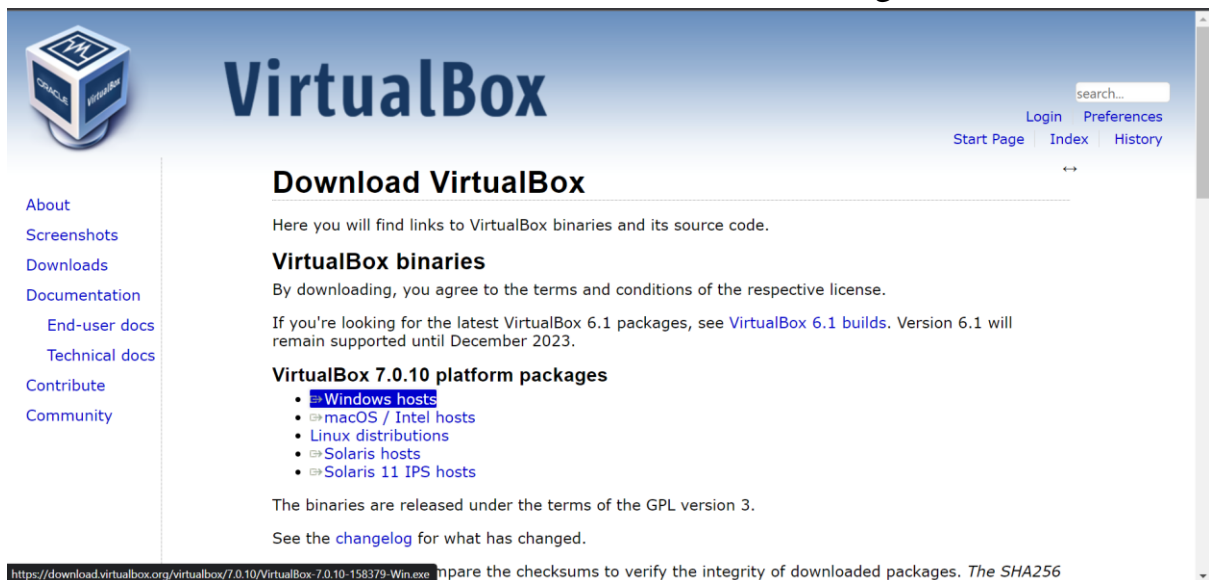 ORACLE
VirtualBox
VirtualBox
search...
Login Preferences
Start Page Index History
About
Screenshots
Downloads
Documentation
End-user docs
Technical docs
Contribute
Community
Download VirtualBox
Here you will find links to VirtualBox binaries and its source code.
VirtualBox binaries
By downloading, you agree to the terms and conditions of the respective license.
If you're looking for the latest VirtualBox 6.1 packages, see VirtualBox 6.1 builds. Version 6.1 will
remain supported until December 2023.
VirtualBox 7.0.10 platform packages
• Windows hosts
• macOS / Intel hosts
• Linux distributions
• Solaris hosts
• Solaris 11 IPS hosts
The binaries are released under the terms of the GPL version 3.
See the changelog for what has changed.
https://download.virtualbox.org/virtualbox/7.0.10/VirtualBox-7.0.10-158379-Win.exe
the checksums to verify the integrity of downloaded packages. The SHA256